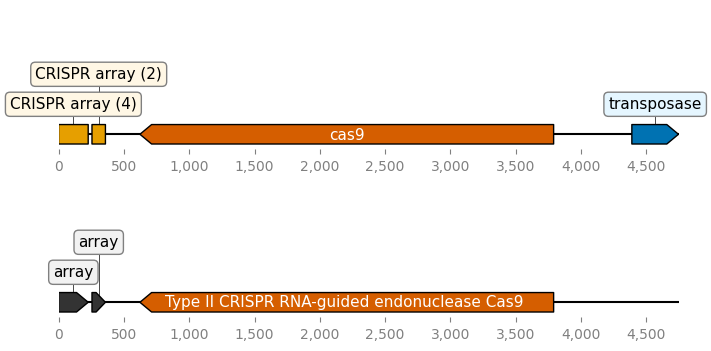 CRISPR array (2)
CRISPR array (4)
transposase
cas9
0 500 1,000 1,500 2,000 2,500 3,000 3,500 4,000 4,500
array
array
Type II CRISPR RNA-guided endonuclease Cas9
0 500 1,000 1,500 2,000 2,500 3,000 3,500 4,000 4,500